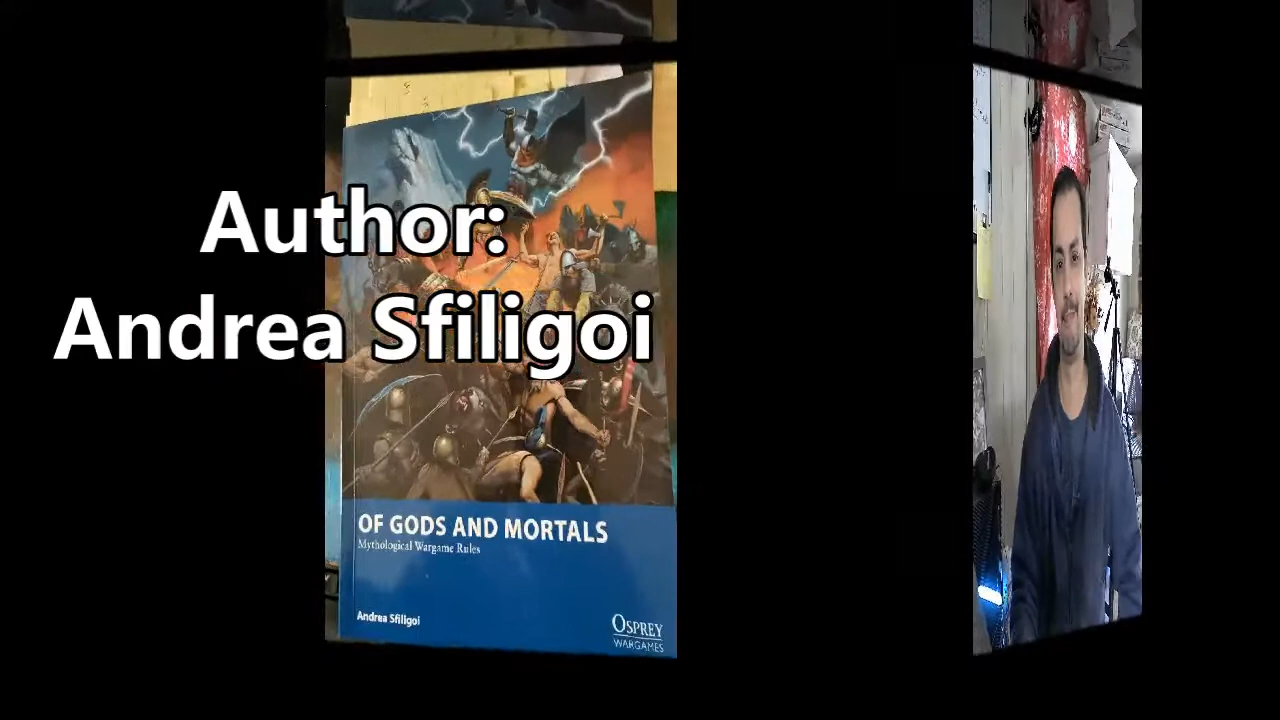 Author:
Andrea Sfiligoi
OF GODS AND MORTALS
Mythological Wargame Rules
Andrea Sfiligoi
OSPREY
WARGAMES